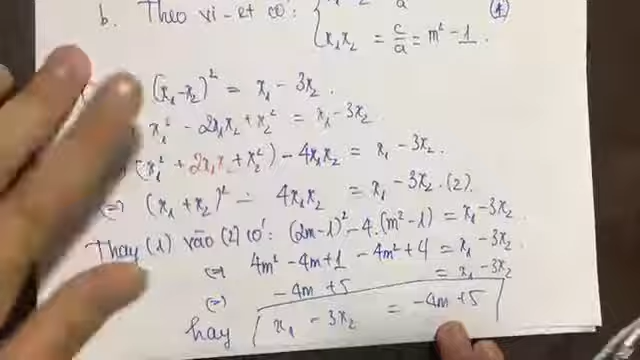 b. Theo vi-et có: a (1)
x₁x₂ = c/a = m² - 1.
(x₁-x₂)² = x₁ - 3x₂.
x₁² - 2x₁x₂ + x₂² = x₁ - 3x₂.
(x₁² + 2x₁x₂ + x₂²) - 4x₁x₂ = x₁ - 3x₂.
⇔ (x₁ + x₂)² - 4x₁x₂ = x₁ - 3x₂. (2).
Thay (1) vào (2) có: (2m-1)² - 4.(m²-1) = x₁ - 3x₂.
⇔ 4m² - 4m + 1 - 4m² + 4 = x₁ - 3x₂.
⇔ - 4m + 5 = x₁ - 3x₂
hay x₁ - 3x₂ = -4m + 5